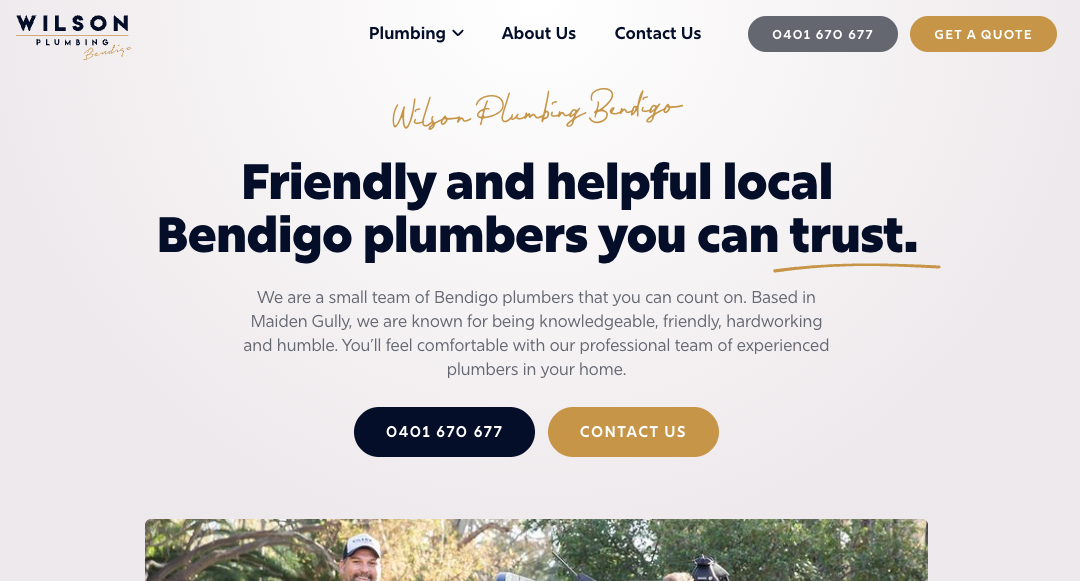 WILSON
PLUMBING
Bendigo
Plumbing
About Us
Contact Us
0401 670 677
GET A QUOTE
Wilson Plumbing Bendigo
Friendly and helpful local
Bendigo plumbers you can trust.
We are a small team of Bendigo plumbers that you can count on. Based in
Maiden Gully, we are known for being knowledgeable, friendly, hardworking
and humble. You’ll feel comfortable with our professional team of experienced
plumbers in your home.
0401 670 677
CONTACT US